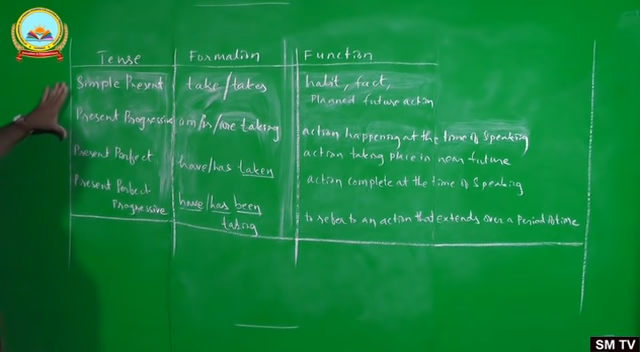 Tense Formation Function
Simple Present take/takes habit, fact,
Planned future action
Present Progressive am/is/are taking action happening at the time of speaking
action taking place in near future
Present Perfect have/has taken
action complete at the time of speaking
Present Perfect
Progressive have/has been
taking
to refer to an action that extends over a period of time
SM TV